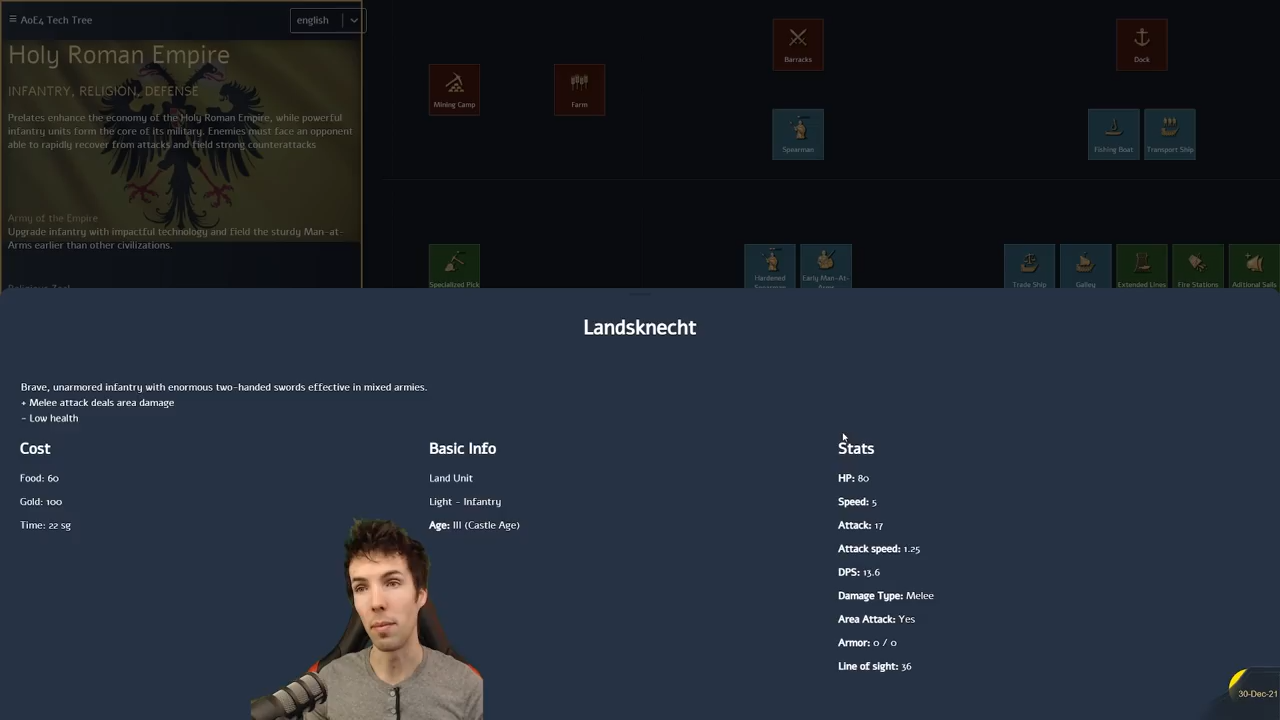 AoE4 Tech Tree
english
Holy Roman Empire
INFANTRY, RELIGION, DEFENSE
Prelates enhance the economy of the Holy Roman Empire, while powerful
infantry units form the core of its military. Enemies must face an opponent
able to rapidly recover from attacks and field strong counterattacks
Army of the Empire
Upgrade infantry with impactful technology and field the sturdy Man-at-
Arms earlier than other civilizations.
Mining Camp
Farm
Barracks
Dock
Spearman
Fishing Boat
Transport Ship
Specialized Pick
Hardened
Spearman
Early Man-At-
Arms
Trade Ship
Galley
Extended Lines
Fire Stations
Aditional Sails
Landsknecht
Brave, unarmored infantry with enormous two-handed swords effective in mixed armies.
+ Melee attack deals area damage
- Low health
Cost
Food: 60
Gold: 100
Time: 22 sg
Basic Info
Land Unit
Light - Infantry
Age: III (Castle Age)
Stats
HP: 80
Speed: 5
Attack: 17
Attack speed: 1.25
DPS: 13.6
Damage Type: Melee
Area Attack: Yes
Armor: 0 / 0
Line of sight: 36
30-Dec-21